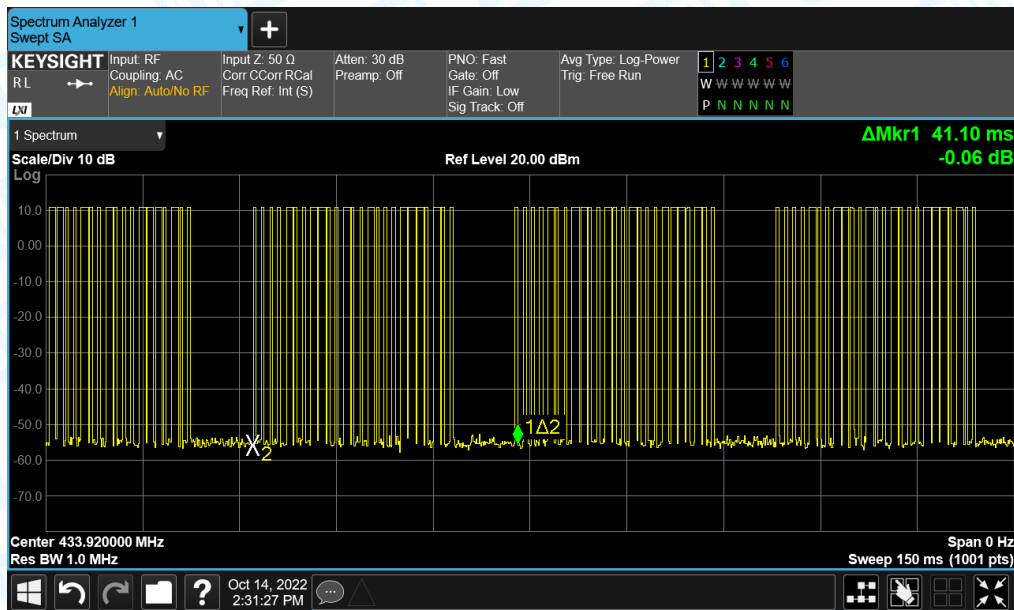 Spectrum Analyzer 1
Swept SA
KEYSIGHT
RL
LXI
Input: RF
Coupling: AC
Align: Auto/No RF
Input Z: 50 Ω
Corr CCorr RCal
Freq Ref: Int (S)
Atten: 30 dB
Preamp: Off
PNO: Fast
Gate: Off
IF Gain: Low
Sig Track: Off
Avg Type: Log-Power
Trig: Free Run
1 2 3 4 5 6
W W W W W W
P N N N N N
1 Spectrum
ΔMkr1 41.10 ms
Scale/Div 10 dB
Ref Level 20.00 dBm
-0.06 dB
Log
10.0
0.00
-10.0
-20.0
-30.0
-40.0
-50.0
-60.0
-70.0
1Δ2
X2
Center 433.920000 MHz
Span 0 Hz
Res BW 1.0 MHz
Sweep 150 ms (1001 pts)
?
Oct 14, 2022
2:31:27 PM